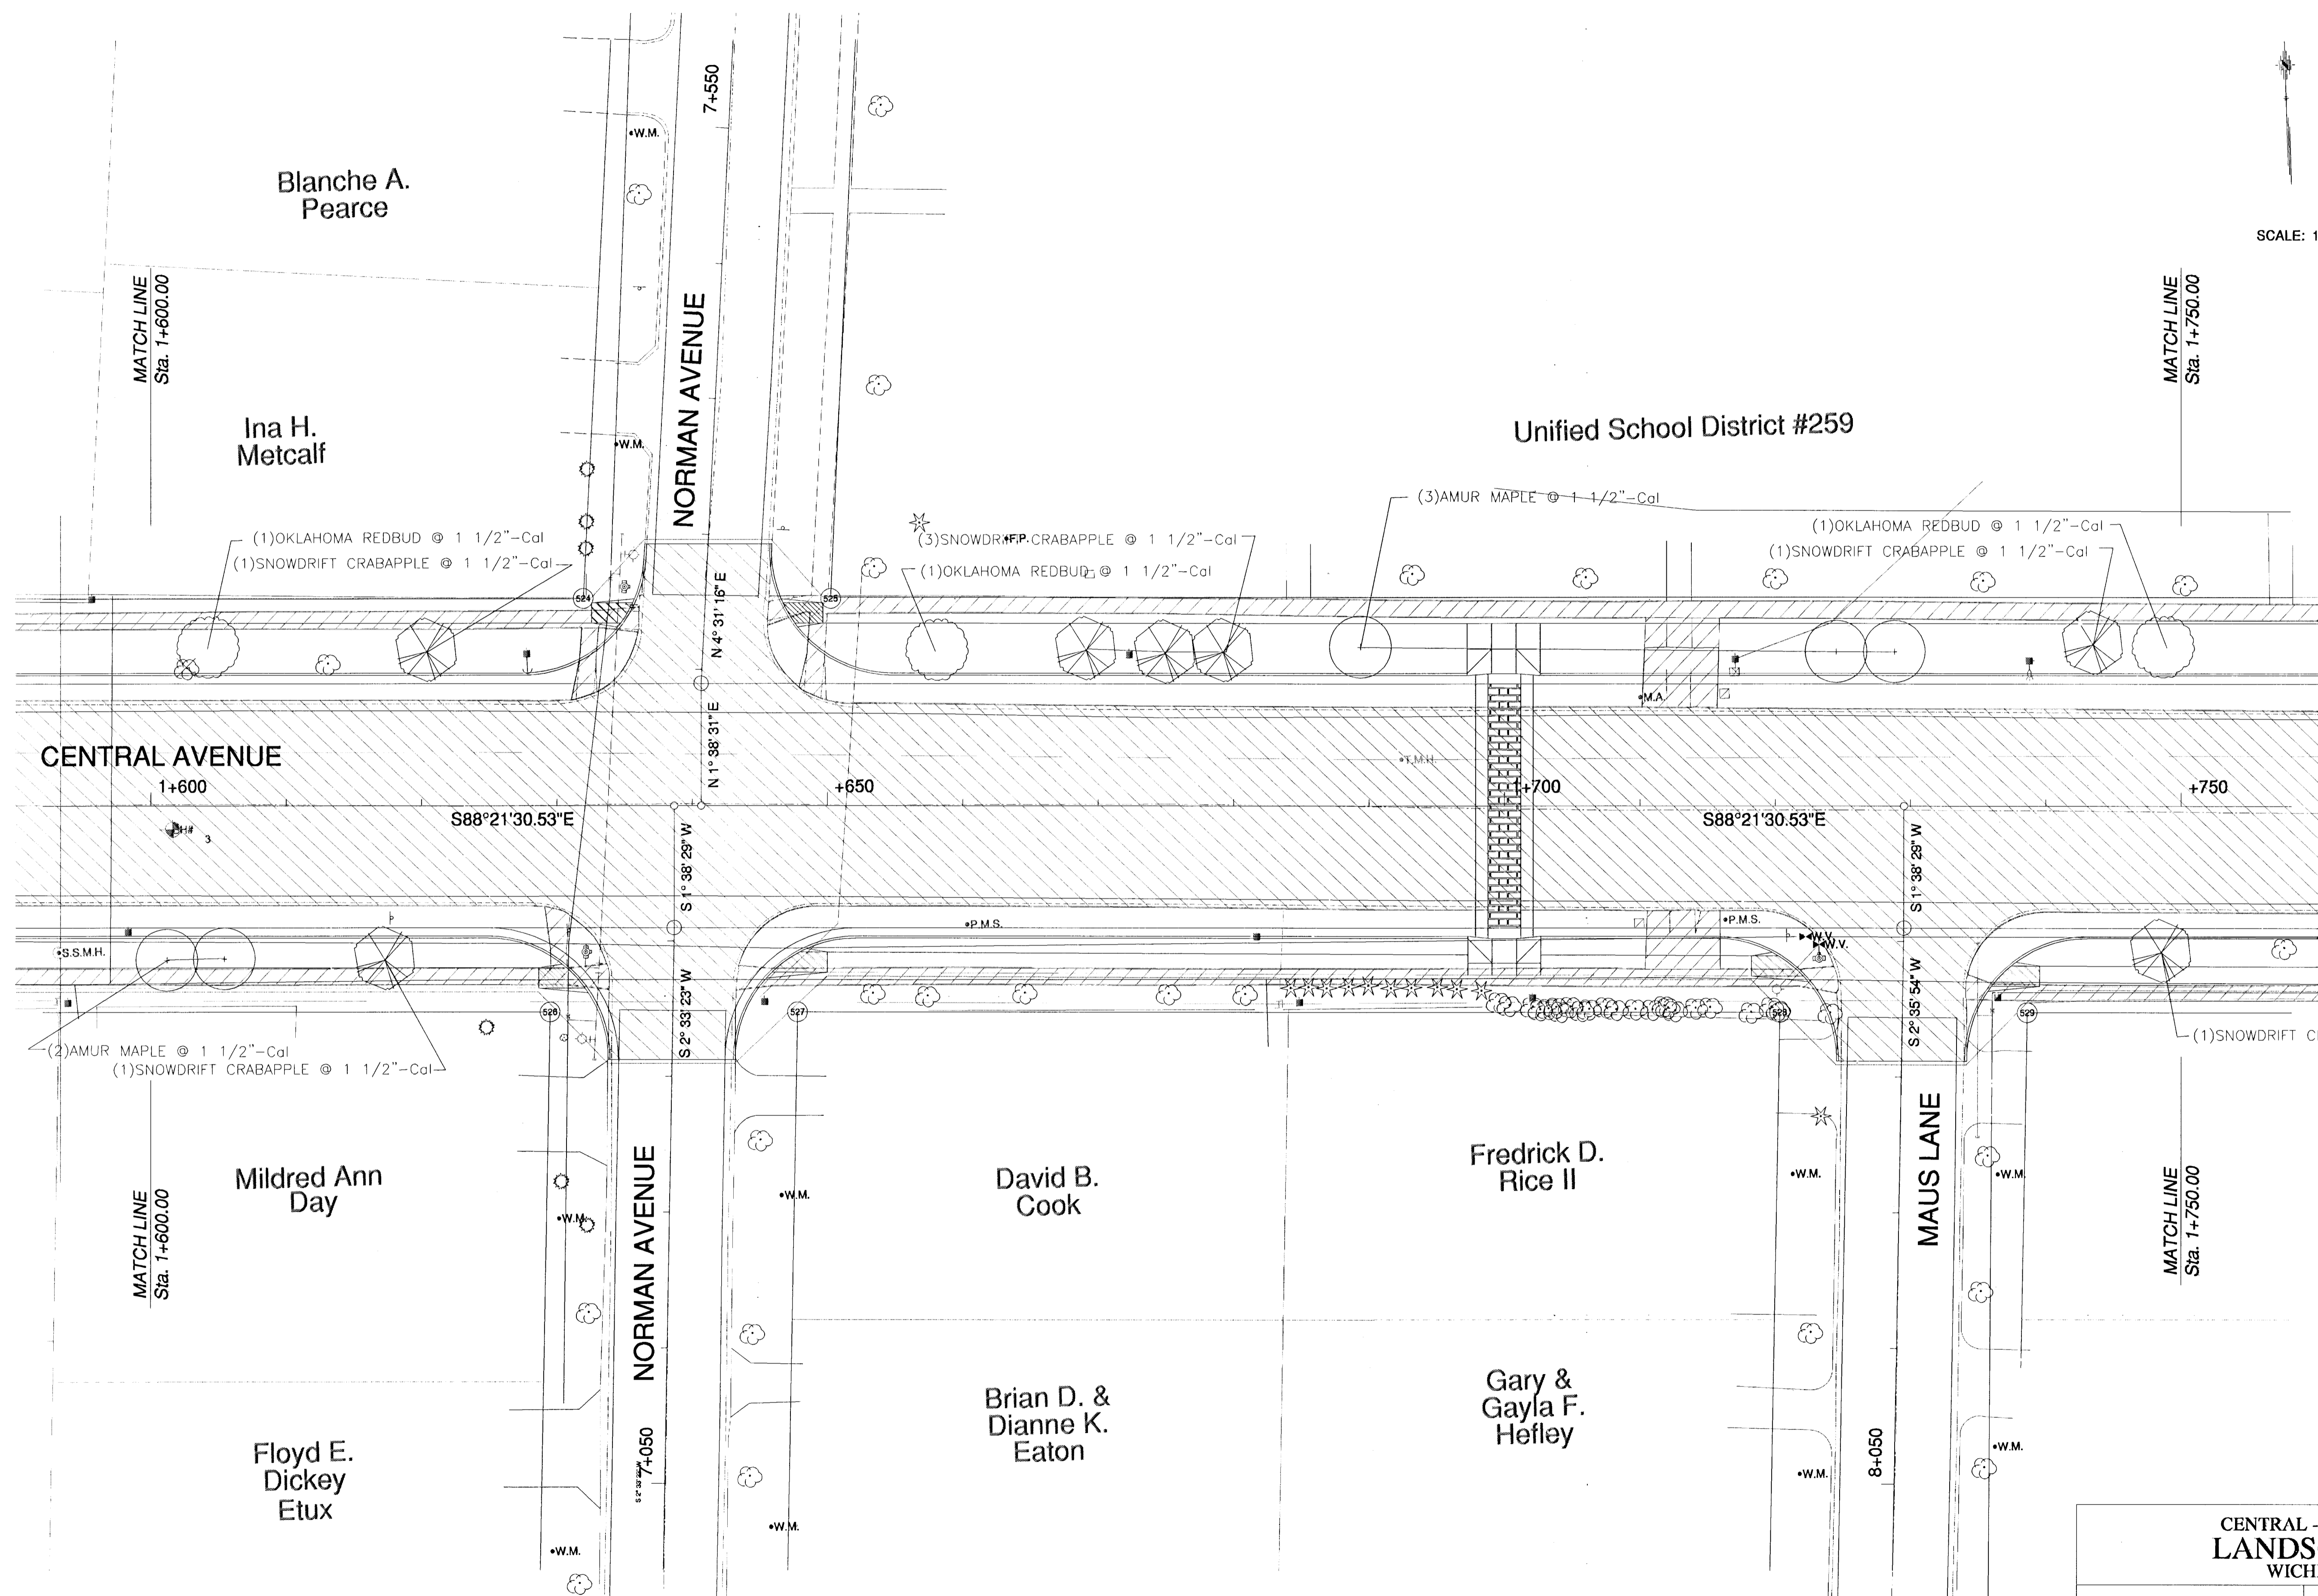 7+550
W.M.
Blanche A.
Pearce
SCALE: 1
MATCH LINE
Sta. 1+600.00
NORMAN AVENUE
MATCH LINE
Sta. 1+750.00
Ina H.
Metcalf
W.M.
Unified School District #259
(3)AMUR MAPLE @ 1 1/2"-Cal
(1)OKLAHOMA REDBUD @ 1 1/2"-Cal
(1)SNOWDRIFT CRABAPPLE @ 1 1/2"-Cal
(3)SNOWDRIFT CRABAPPLE @ 1 1/2"-Cal
F.P.
(1)OKLAHOMA REDBUD @ 1 1/2"-Cal
(1)OKLAHOMA REDBUD @ 1 1/2"-Cal
(1)SNOWDRIFT CRABAPPLE @ 1 1/2"-Cal
524
525
N 4° 31' 16" E
M.A.
N 1° 38' 31" E
CENTRAL AVENUE
T.M.H.
1+600
+650
1+700
+750
S88°21'30.53"E
S88°21'30.53"E
3
S 1° 38' 29" W
S 1° 38' 29" W
P.M.S.
P.M.S.
W.V.
W.V.
S.S.M.H.
S 2° 33' 23" W
S 2° 35' 54" W
526
527
528
529
(2)AMUR MAPLE @ 1 1/2"-Cal
(1)SNOWDRIFT CRABAPPLE @ 1 1/2"-Cal
(1)SNOWDRIFT C
Mildred Ann
Day
David B.
Cook
Fredrick D.
Rice II
W.M.
W.M.
W.M.
W.M.
MATCH LINE
Sta. 1+600.00
NORMAN AVENUE
MAUS LANE
MATCH LINE
Sta. 1+750.00
Floyd E.
Dickey
Etux
Brian D. &
Dianne K.
Eaton
Gary &
Gayla F.
Hefley
7+050
8+050
W.M.
W.M.
W.M.
W.M.
CENTRAL -
LANDS
WICH